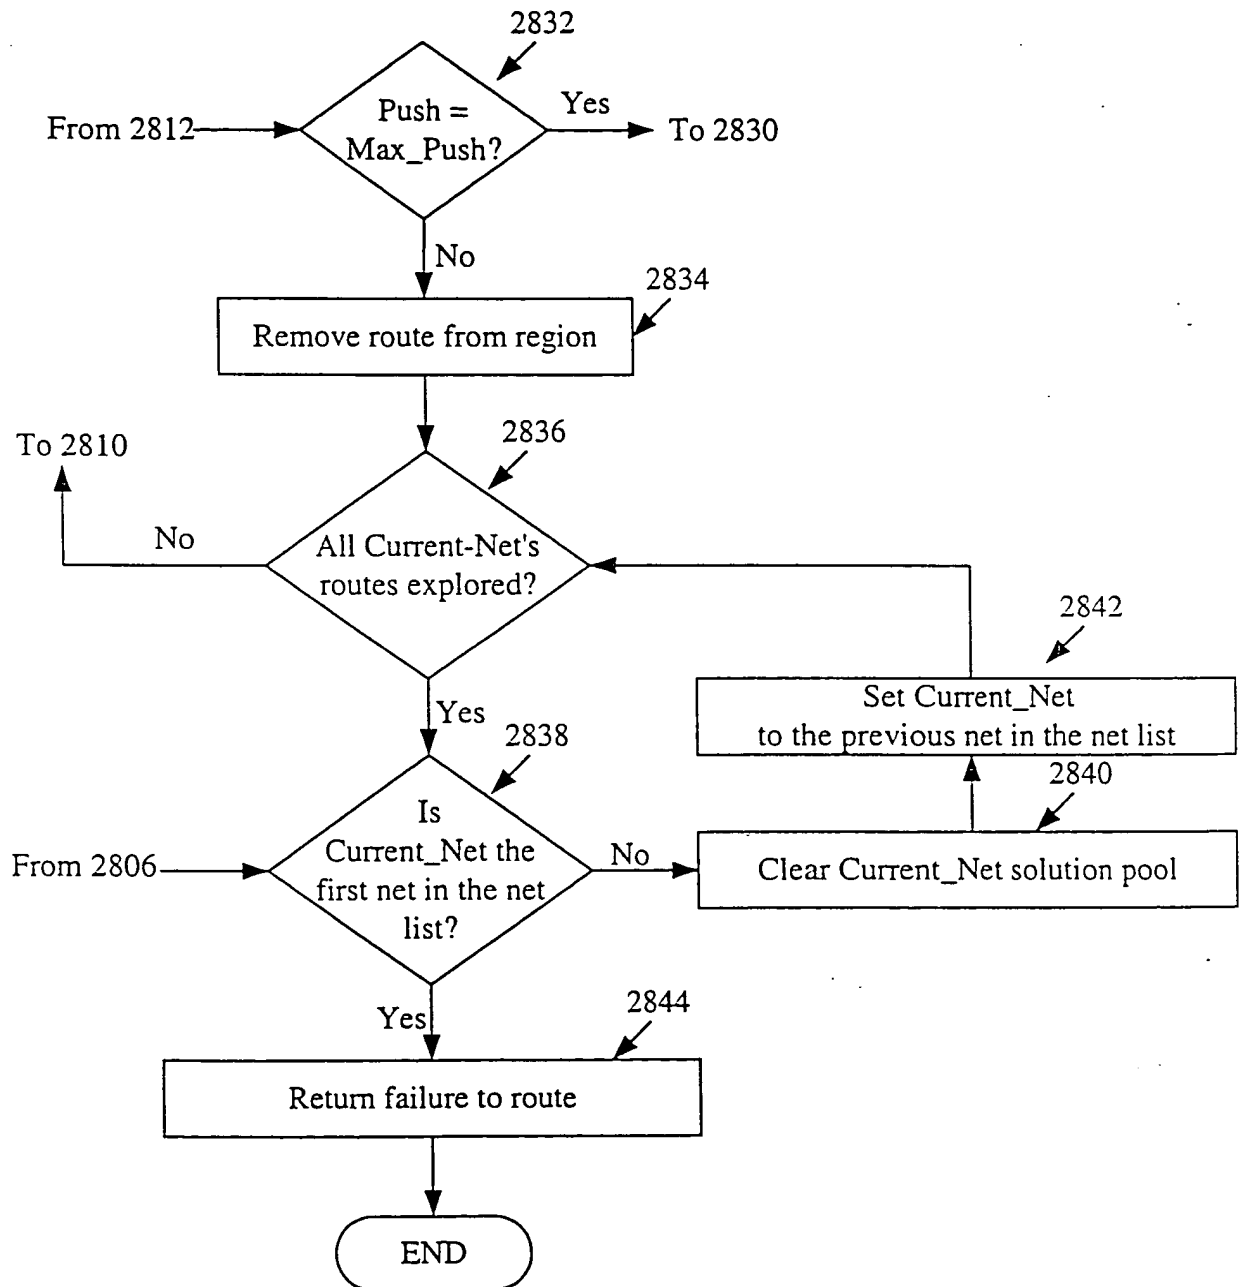 2832
Push =
Max_Push?
Yes
From 2812
To 2830
No
2834
Remove route from region
2836
To 2810
No
All Current-Net's
routes explored?
2842
Set Current_Net
to the previous net in the net list
Yes
2838
2840
Is
Current_Net the
first net in the net
list?
From 2806
No
Clear Current_Net solution pool
Yes
2844
Return failure to route
END